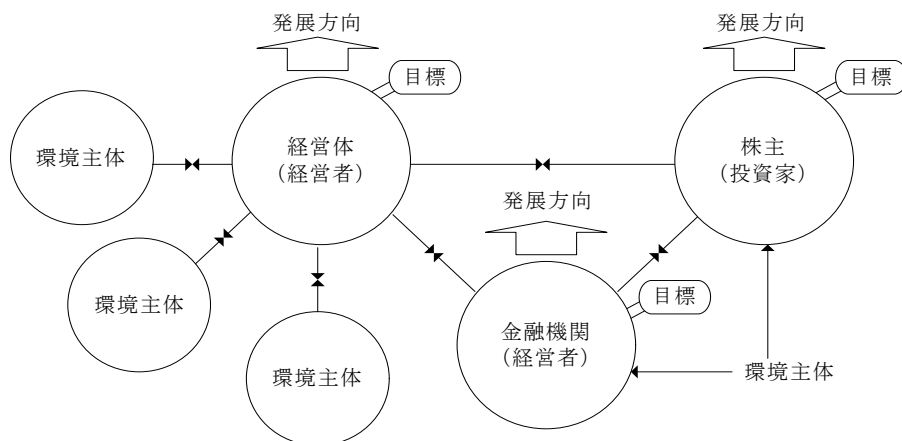 発展方向
発展方向
目標
目標
環境主体
経営体
（経営者）
株主
（投資家）
発展方向
環境主体
目標
金融機関
（経営者）
環境主体
環境主体